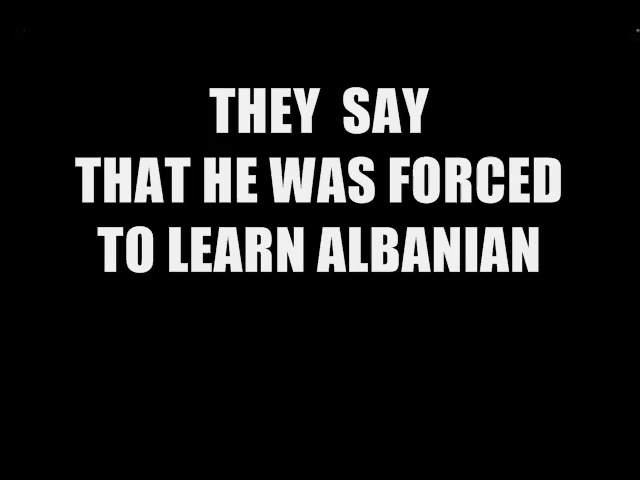 THEY SAY
THAT HE WAS FORCED
TO LEARN ALBANIAN